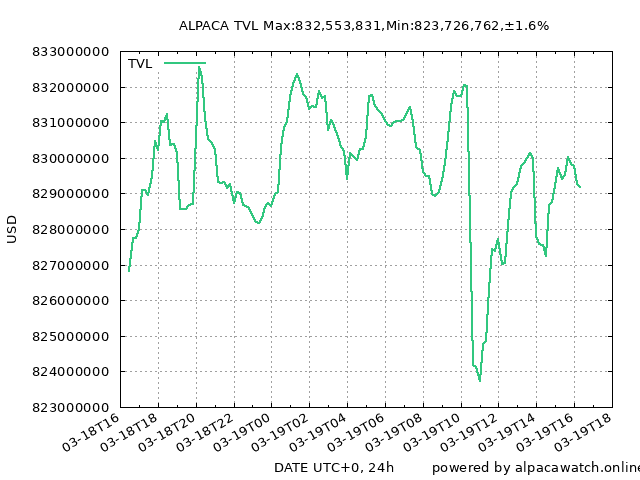 ALPACA TVL Max:832,553,831,Min:823,726,762,±1.6%
833000000
832000000
831000000
830000000
829000000
828000000
827000000
826000000
825000000
824000000
823000000
TVL
USD
03-18T16
03-18T18
03-18T20
03-18T22
03-19T00
03-19T02
03-19T04
03-19T06
03-19T08
03-19T10
03-19T12
03-19T14
03-19T16
03-19T18
DATE UTC+0, 24h
powered by alpacawatch.online